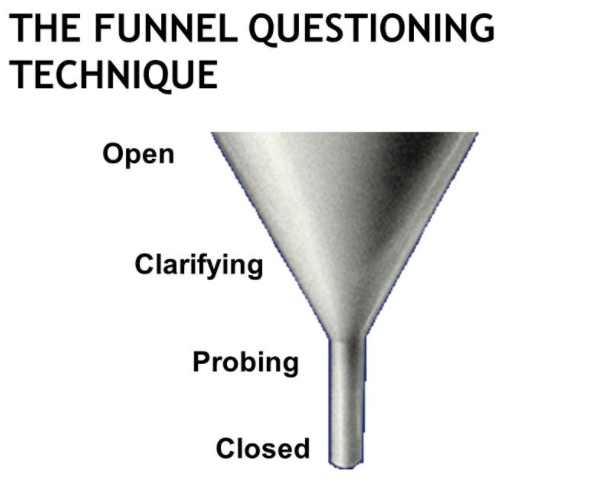 THE FUNNEL QUESTIONING
TECHNIQUE
Open
Clarifying
Probing
Closed